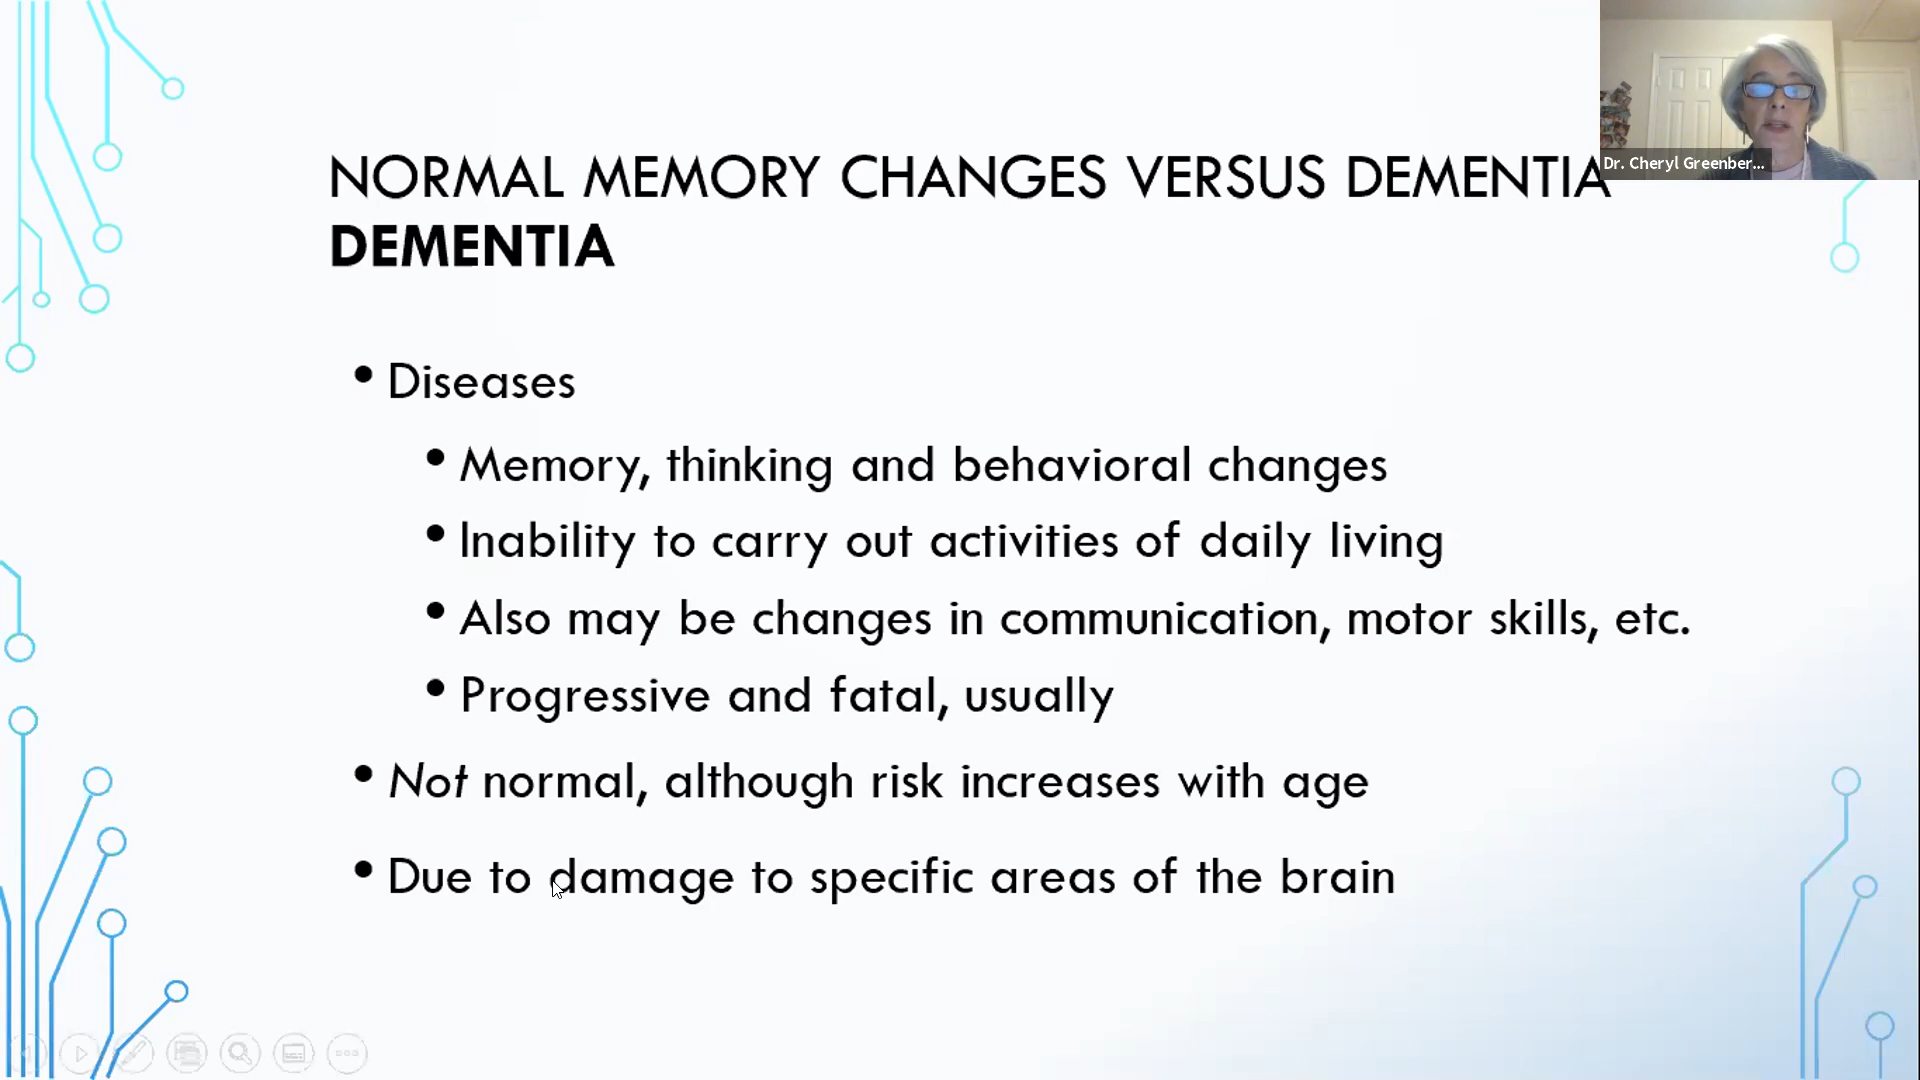 Dr. Cheryl Greenber...
NORMAL MEMORY CHANGES VERSUS DEMENTIA
DEMENTIA
• Diseases
• Memory, thinking and behavioral changes
• Inability to carry out activities of daily living
• Also may be changes in communication, motor skills, etc.
• Progressive and fatal, usually
• Not normal, although risk increases with age
• Due to damage to specific areas of the brain